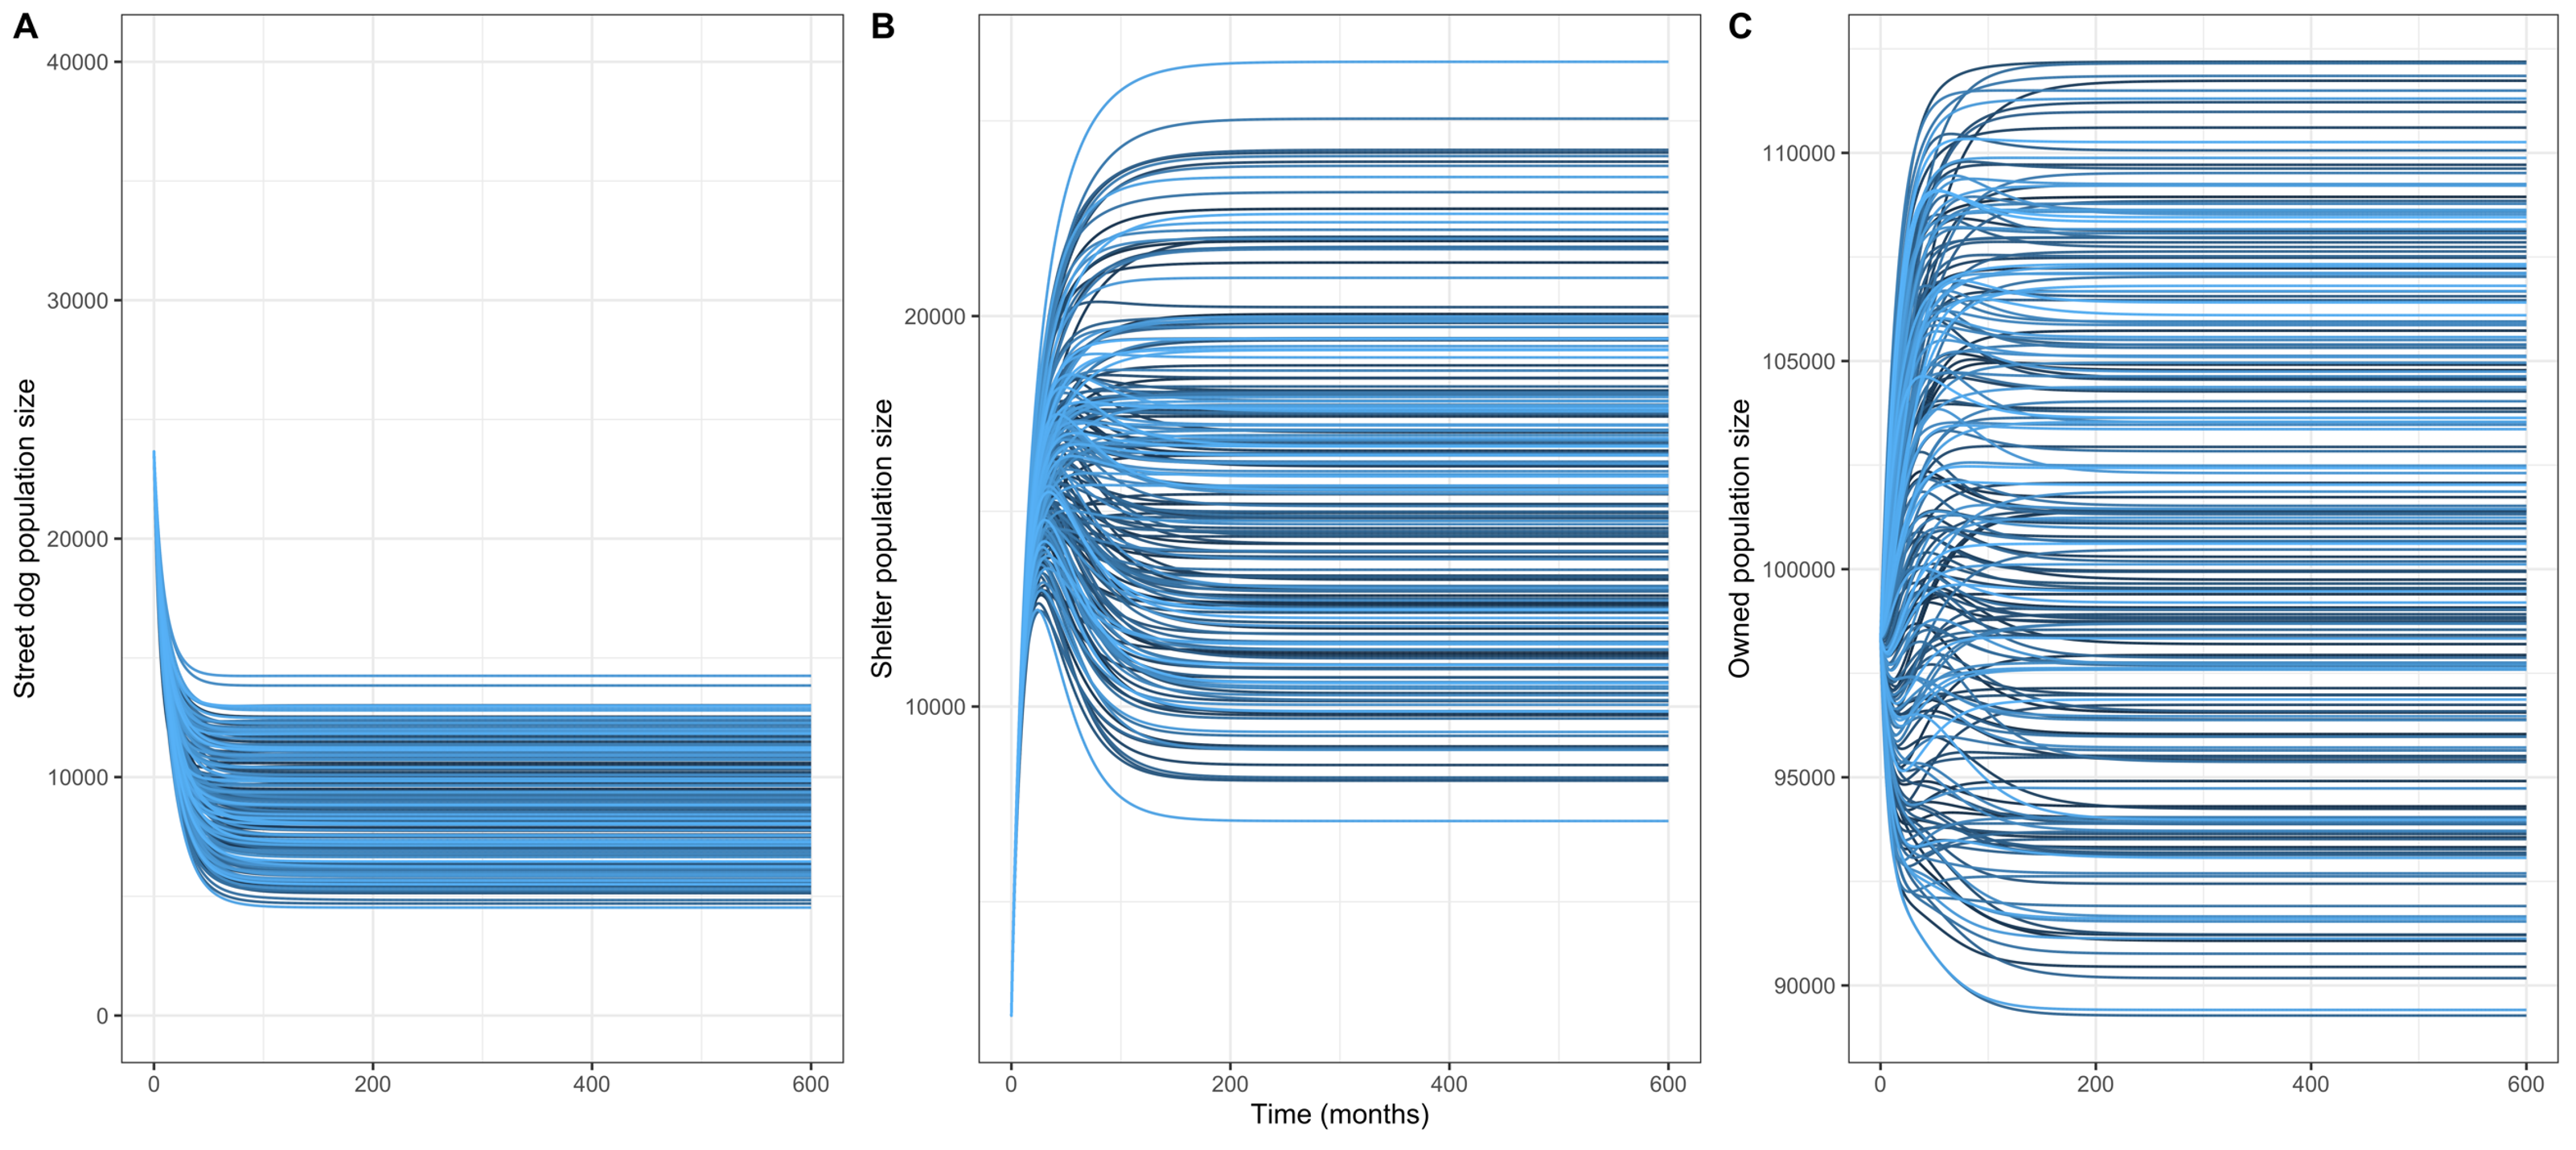 A
Street dog population size
40000
30000
20000
10000
0
0 200 400 600
B
Shelter population size
20000
10000
0 200 400 600
Time (months)
C
Owned population size
110000
105000
100000
95000
90000
0 200 400 600